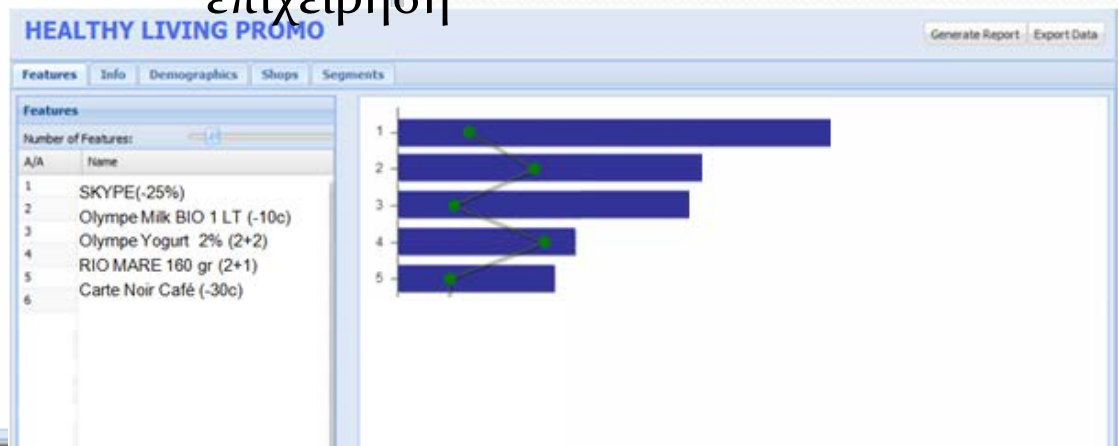 επιχείρηση
HEALTHY LIVING PROMO
Generate Report Export Data
Features Info Demographics Shops Segments
Features
Number of Features:
A/A Name
1 SKYPE(-25%)
2 Olympe Milk BIO 1 LT (-10c)
3 Olympe Yogurt 2% (2+2)
4 RIO MARE 160 gr (2+1)
5 Carte Noir Café (-30c)
6
1
2
3
4
5